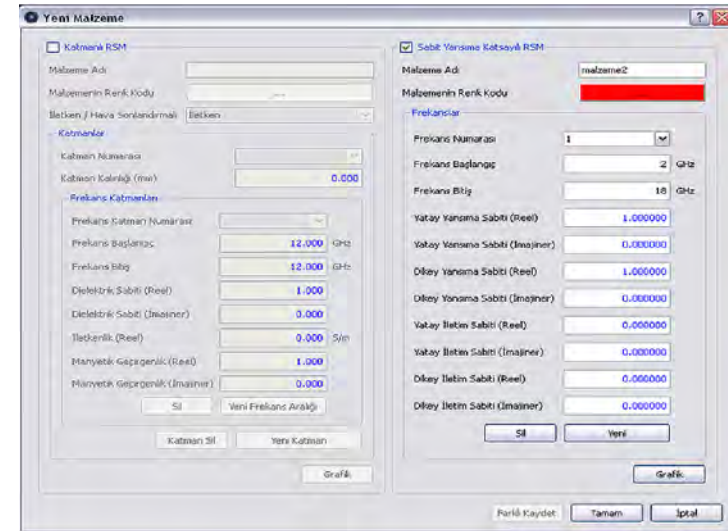 Yeni Malzeme
Katmanlı RSM
Malzeme Adı
Malzemenin Renk Kodu
...
İletken / Hava Sonlandırmalı İletken
Katmanlar
Katman Numarası
Katman Kalınlığı (mm) 0.000
Frekans Katmanları
Frekans Katman Numarası
Frekans Başlangıç 12.000 GHz
Frekans Bitiş 12.000 GHz
Dielektrik Sabiti (Reel) 1.000
Dielektrik Sabiti (İmajiner) 0.000
İletkenlik (Reel) 0.000 S/m
Manyetik Geçirgenlik (Reel) 1.000
Manyetik Geçirgenlik (İmajiner) 0.000
Sil Yeni Frekans Aralığı
Katman Sil Yeni Katman
Grafik
Sabit Yansıma Katsayılı RSM
Malzeme Adı malzeme2
Malzemenin Renk Kodu
Frekanslar
Frekans Numarası 1
Frekans Başlangıç 2 GHz
Frekans Bitiş 18 GHz
Yatay Yansıma Sabiti (Reel) 1.000000
Yatay Yansıma Sabiti (İmajiner) 0.000000
Dikey Yansıma Sabiti (Reel) 1.000000
Dikey Yansıma Sabiti (İmajiner) 0.000000
Yatay İletim Sabiti (Reel) 0.000000
Yatay İletim Sabiti (İmajiner) 0.000000
Dikey İletim Sabiti (Reel) 0.000000
Dikey İletim Sabiti (İmajiner) 0.000000
Sil Yeni
Grafik
Farklı Kaydet Tamam İptal